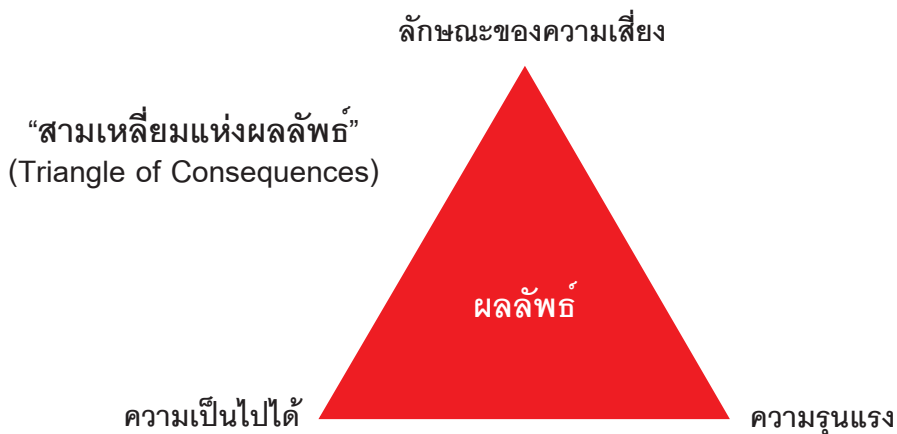 ลักษณะของความเสี่ยง
“สามเหลี่ยมแห่งผลลัพธ์”
(Triangle of Consequences)
ผลลัพธ์
ความเป็นไปได้
ความรุนแรง